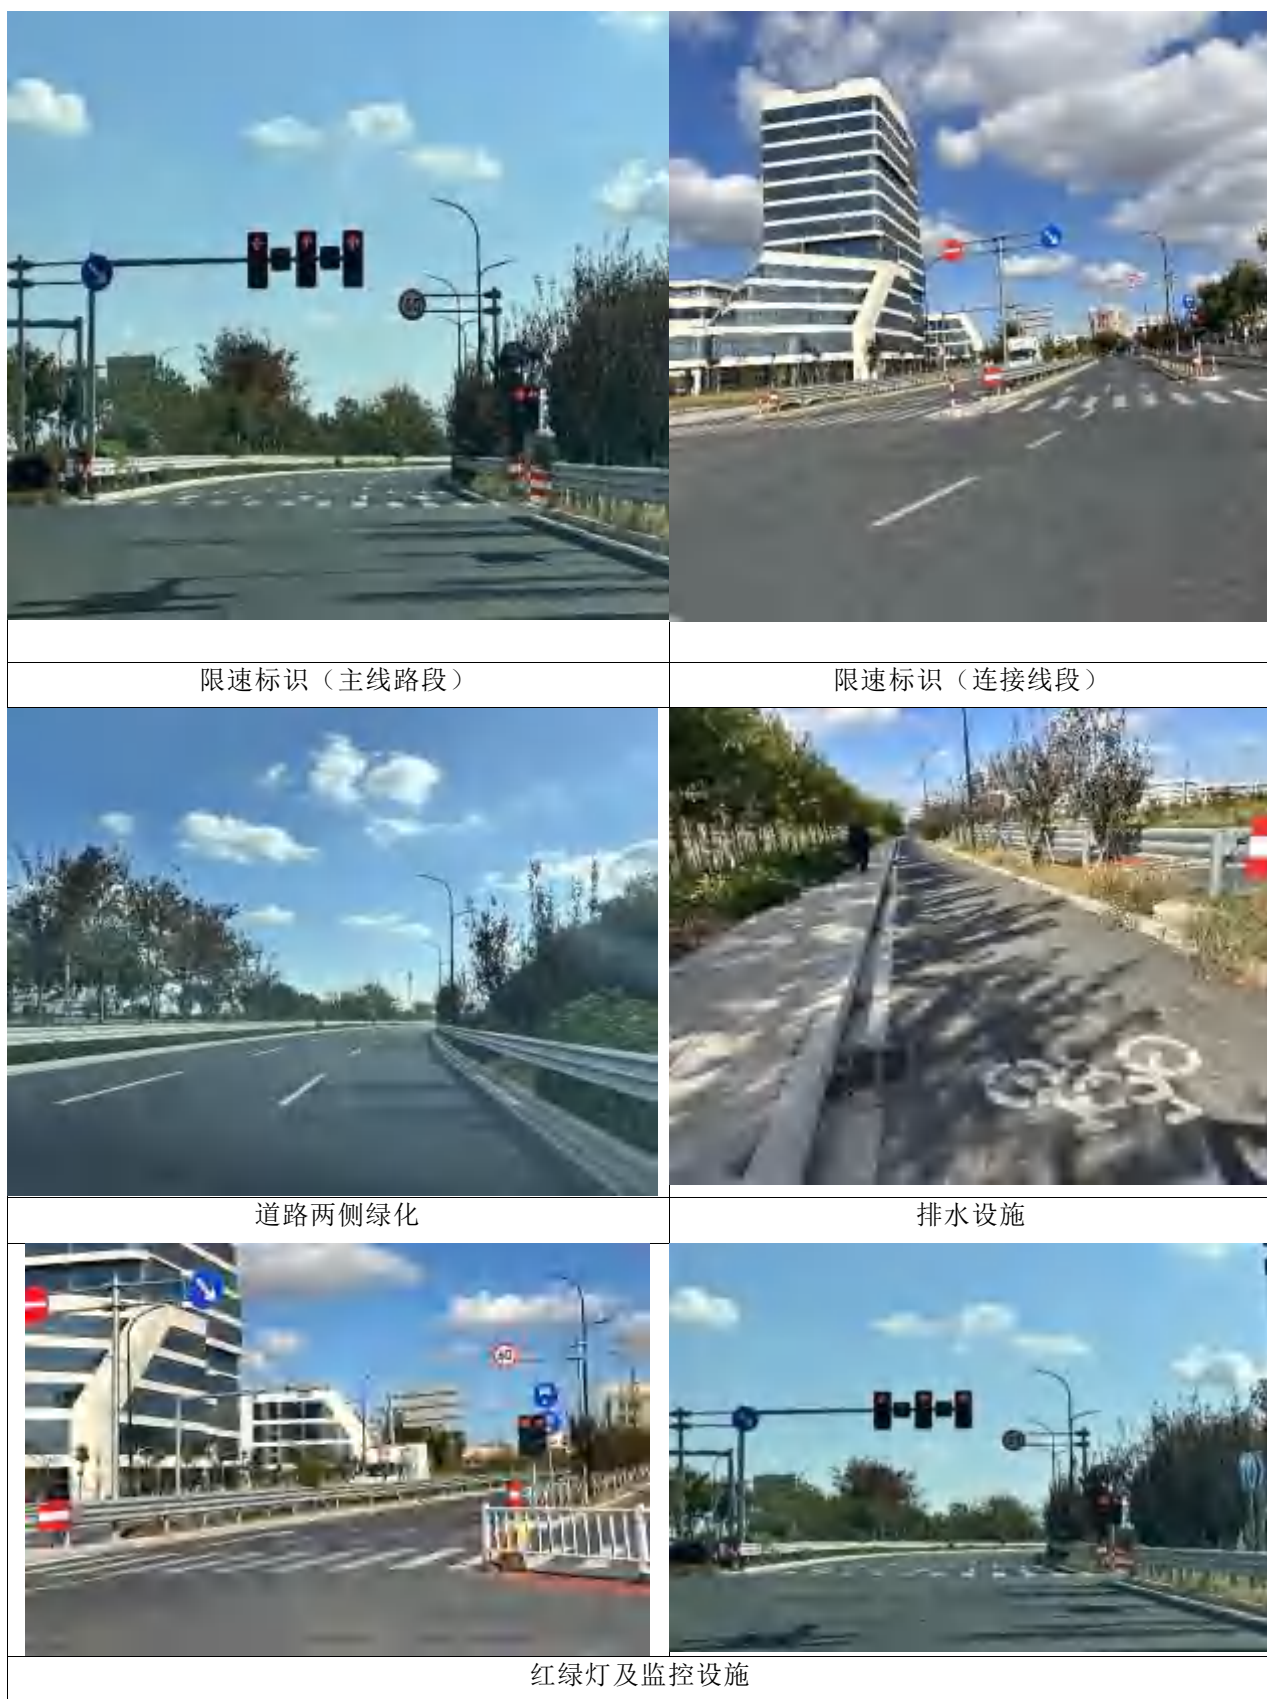 限速标识（主线路段）
限速标识（连接线段）
道路两侧绿化
排水设施
60
红绿灯及监控设施